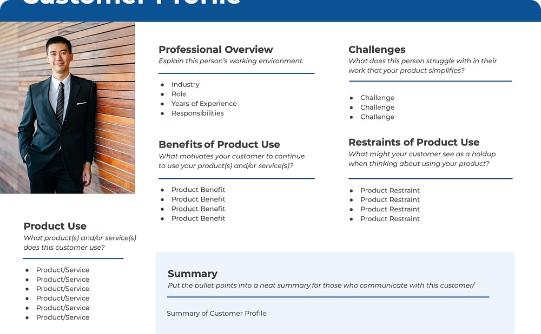 Customer Profile
Professional Overview
Explain this person's working environment.
Industry
Role
Years of Experience
Responsibilities
Challenges
What does this person struggle with in their
work that your product simplifies?
Challenge
Challenge
Challenge
Benefits of Product Use
What motivates your customer to continue
to use your product(s) and/or service(s)?
Product Benefit
Product Benefit
Product Benefit
Product Benefit
Restraints of Product Use
What might your customer see as a holdup
when thinking about using your product?
Product Restraint
Product Restraint
Product Restraint
Product Restraint
Product Use
What product(s) and/or service(s)
does this customer use?
Product/Service
Product/Service
Product/Service
Product/Service
Product/Service
Product/Service
Summary
Put the bullet points into a neat summary for those who communicate with this customer/
Summary of Customer Profile